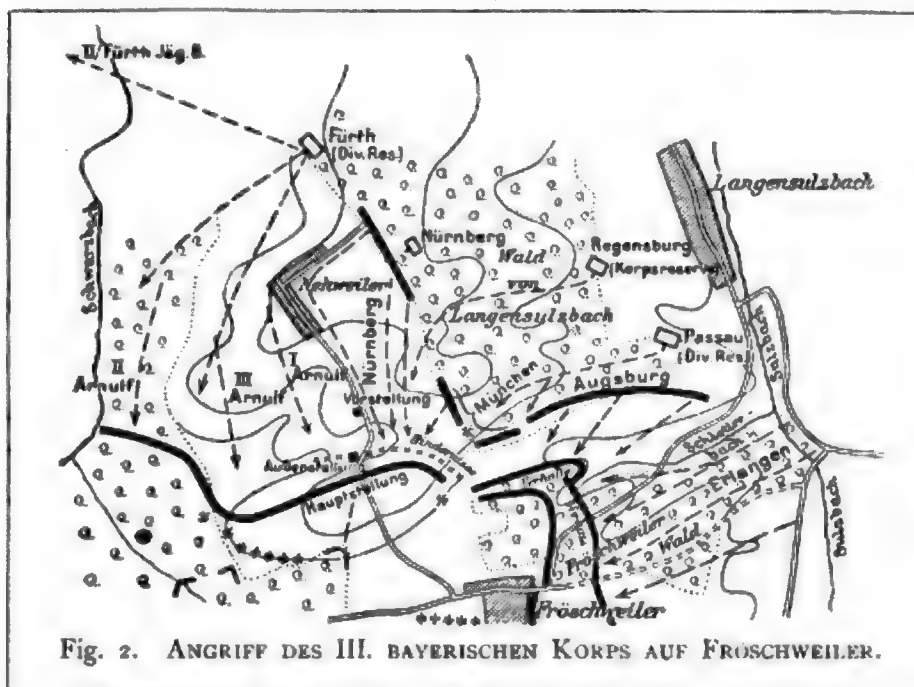 II/Fürth Jäg. B.
Fürth
(Div. Res.)
Langensulzbach
Schwarzbach
Nürnberg
Regensburg
(Korpsreserve)
Wald
von
Langensulzbach
Nürnberg
Passau
(Div. Res.)
Sulzbach
II
Arnulf
III
Arnulf
I
Arnulf
Vorstellung
München
Augsburg
Erlangen
Hauptstellung
Fröschweiler
Wald
Sulzbach
Fröschweiler
Fig. 2. ANGRIFF DES III. BAYERISCHEN KORPS AUF FRÖSCHWEILER.